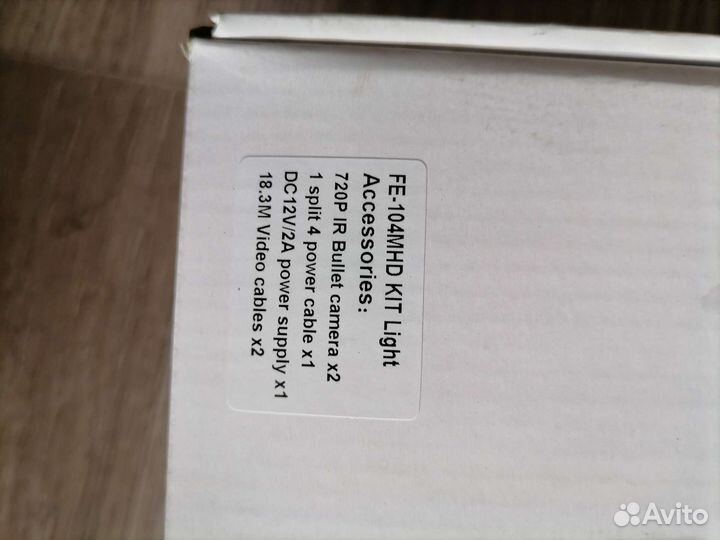 FE-104MHD KIT Light
Accessories:
720P IR Bullet camera x2
1 split 4 power cable x1
DC12V/2A power supply x1
18.3M Video cables x2
Avito